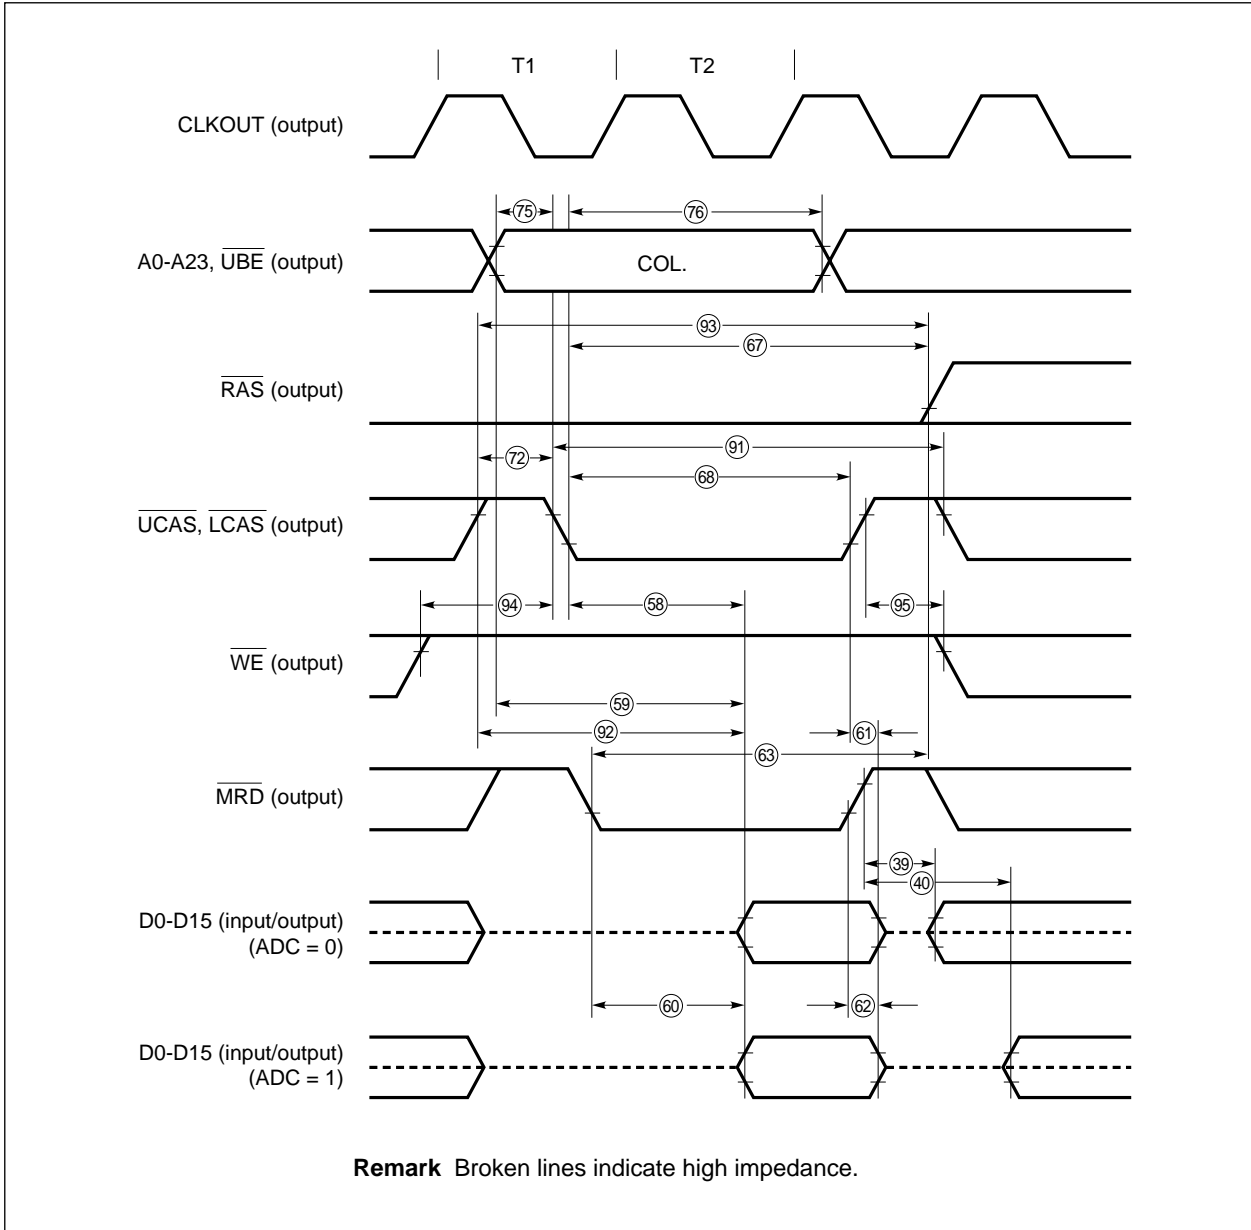 T1 T2
CLKOUT (output)
75 76
A0-A23, UBE (output)
COL.
93
67
RAS (output)
91
72
68
UCAS, LCAS (output)
94 58 95
WE (output)
59
92 61
63
MRD (output)
39
40
D0-D15 (input/output)
(ADC = 0)
60 62
D0-D15 (input/output)
(ADC = 1)
Remark Broken lines indicate high impedance.